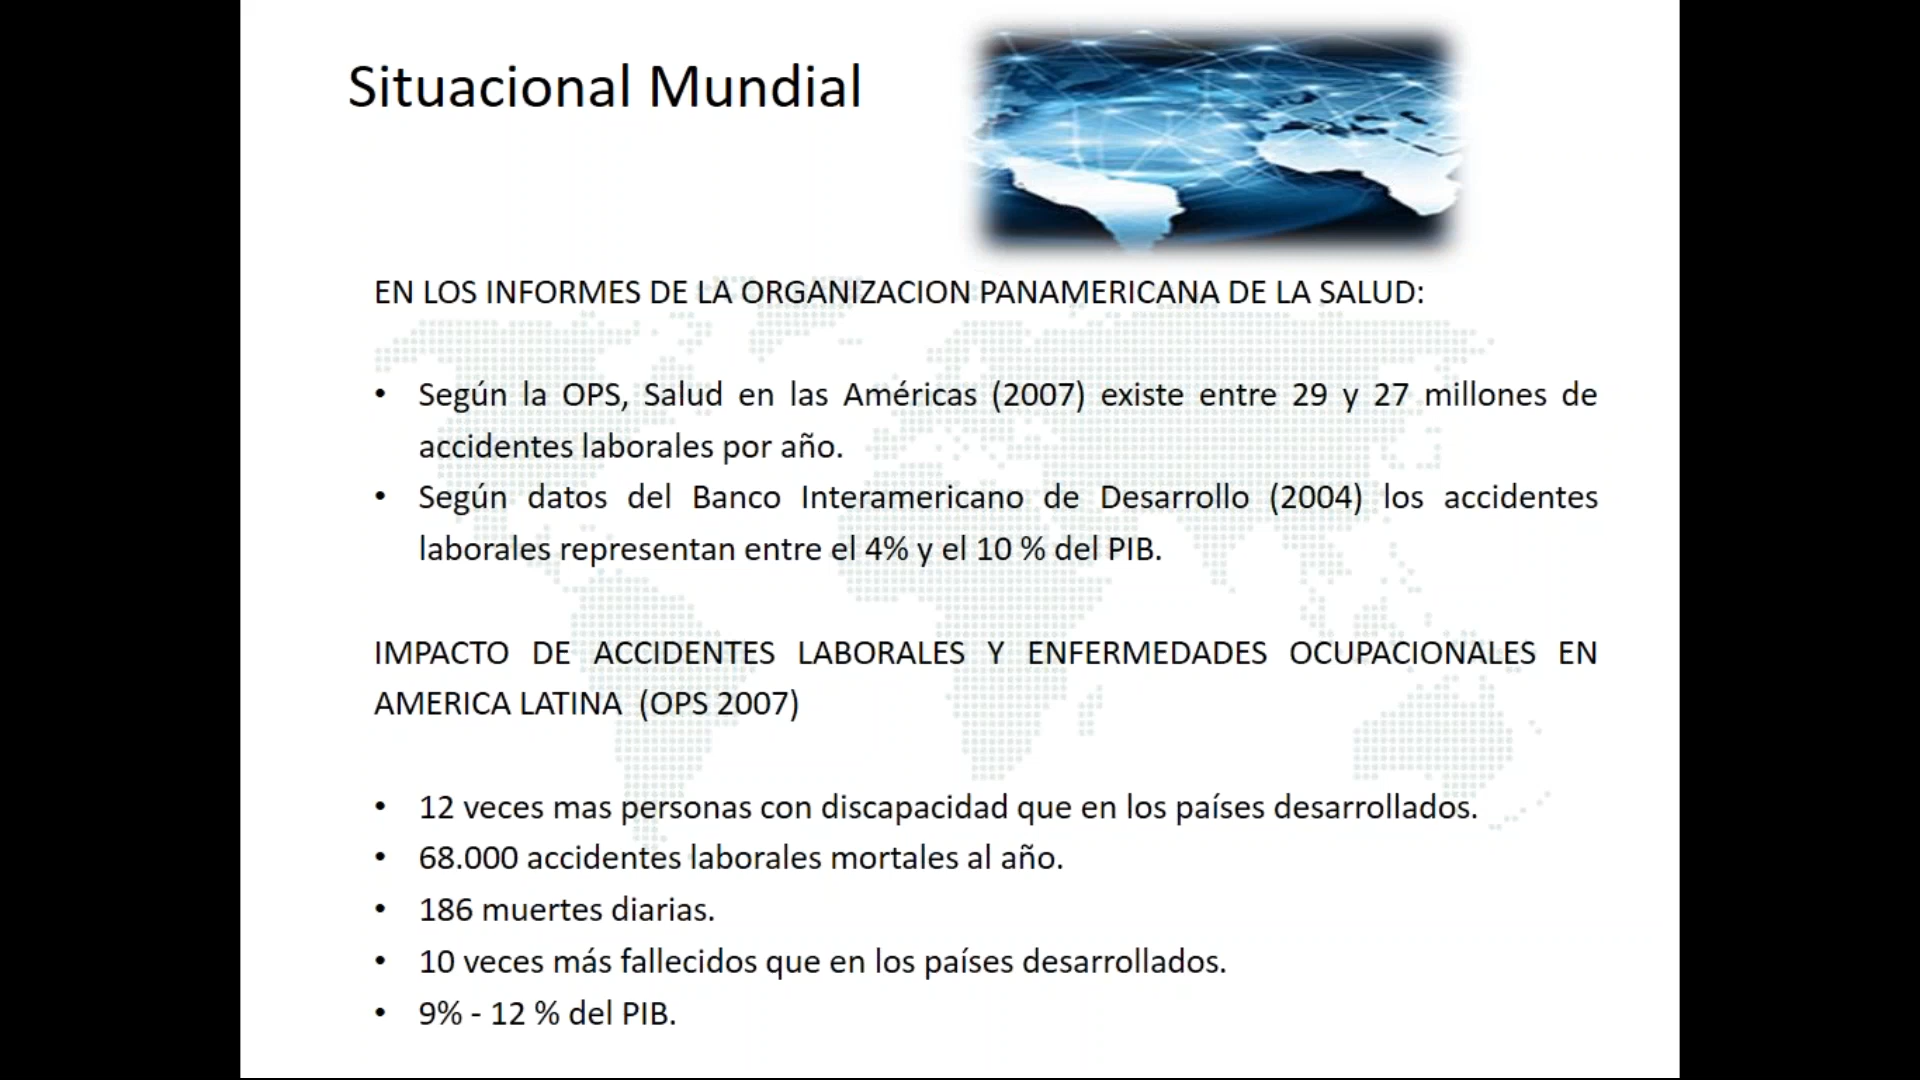 Situacional Mundial
EN LOS INFORMES DE LA ORGANIZACION PANAMERICANA DE LA SALUD:
• Según la OPS, Salud en las Américas (2007) existe entre 29 y 27 millones de
accidentes laborales por año.
• Según datos del Banco Interamericano de Desarrollo (2004) los accidentes
laborales representan entre el 4% y el 10 % del PIB.
IMPACTO DE ACCIDENTES LABORALES Y ENFERMEDADES OCUPACIONALES EN
AMERICA LATINA (OPS 2007)
• 12 veces mas personas con discapacidad que en los países desarrollados.
• 68.000 accidentes laborales mortales al año.
• 186 muertes diarias.
• 10 veces más fallecidos que en los países desarrollados.
• 9% - 12 % del PIB.